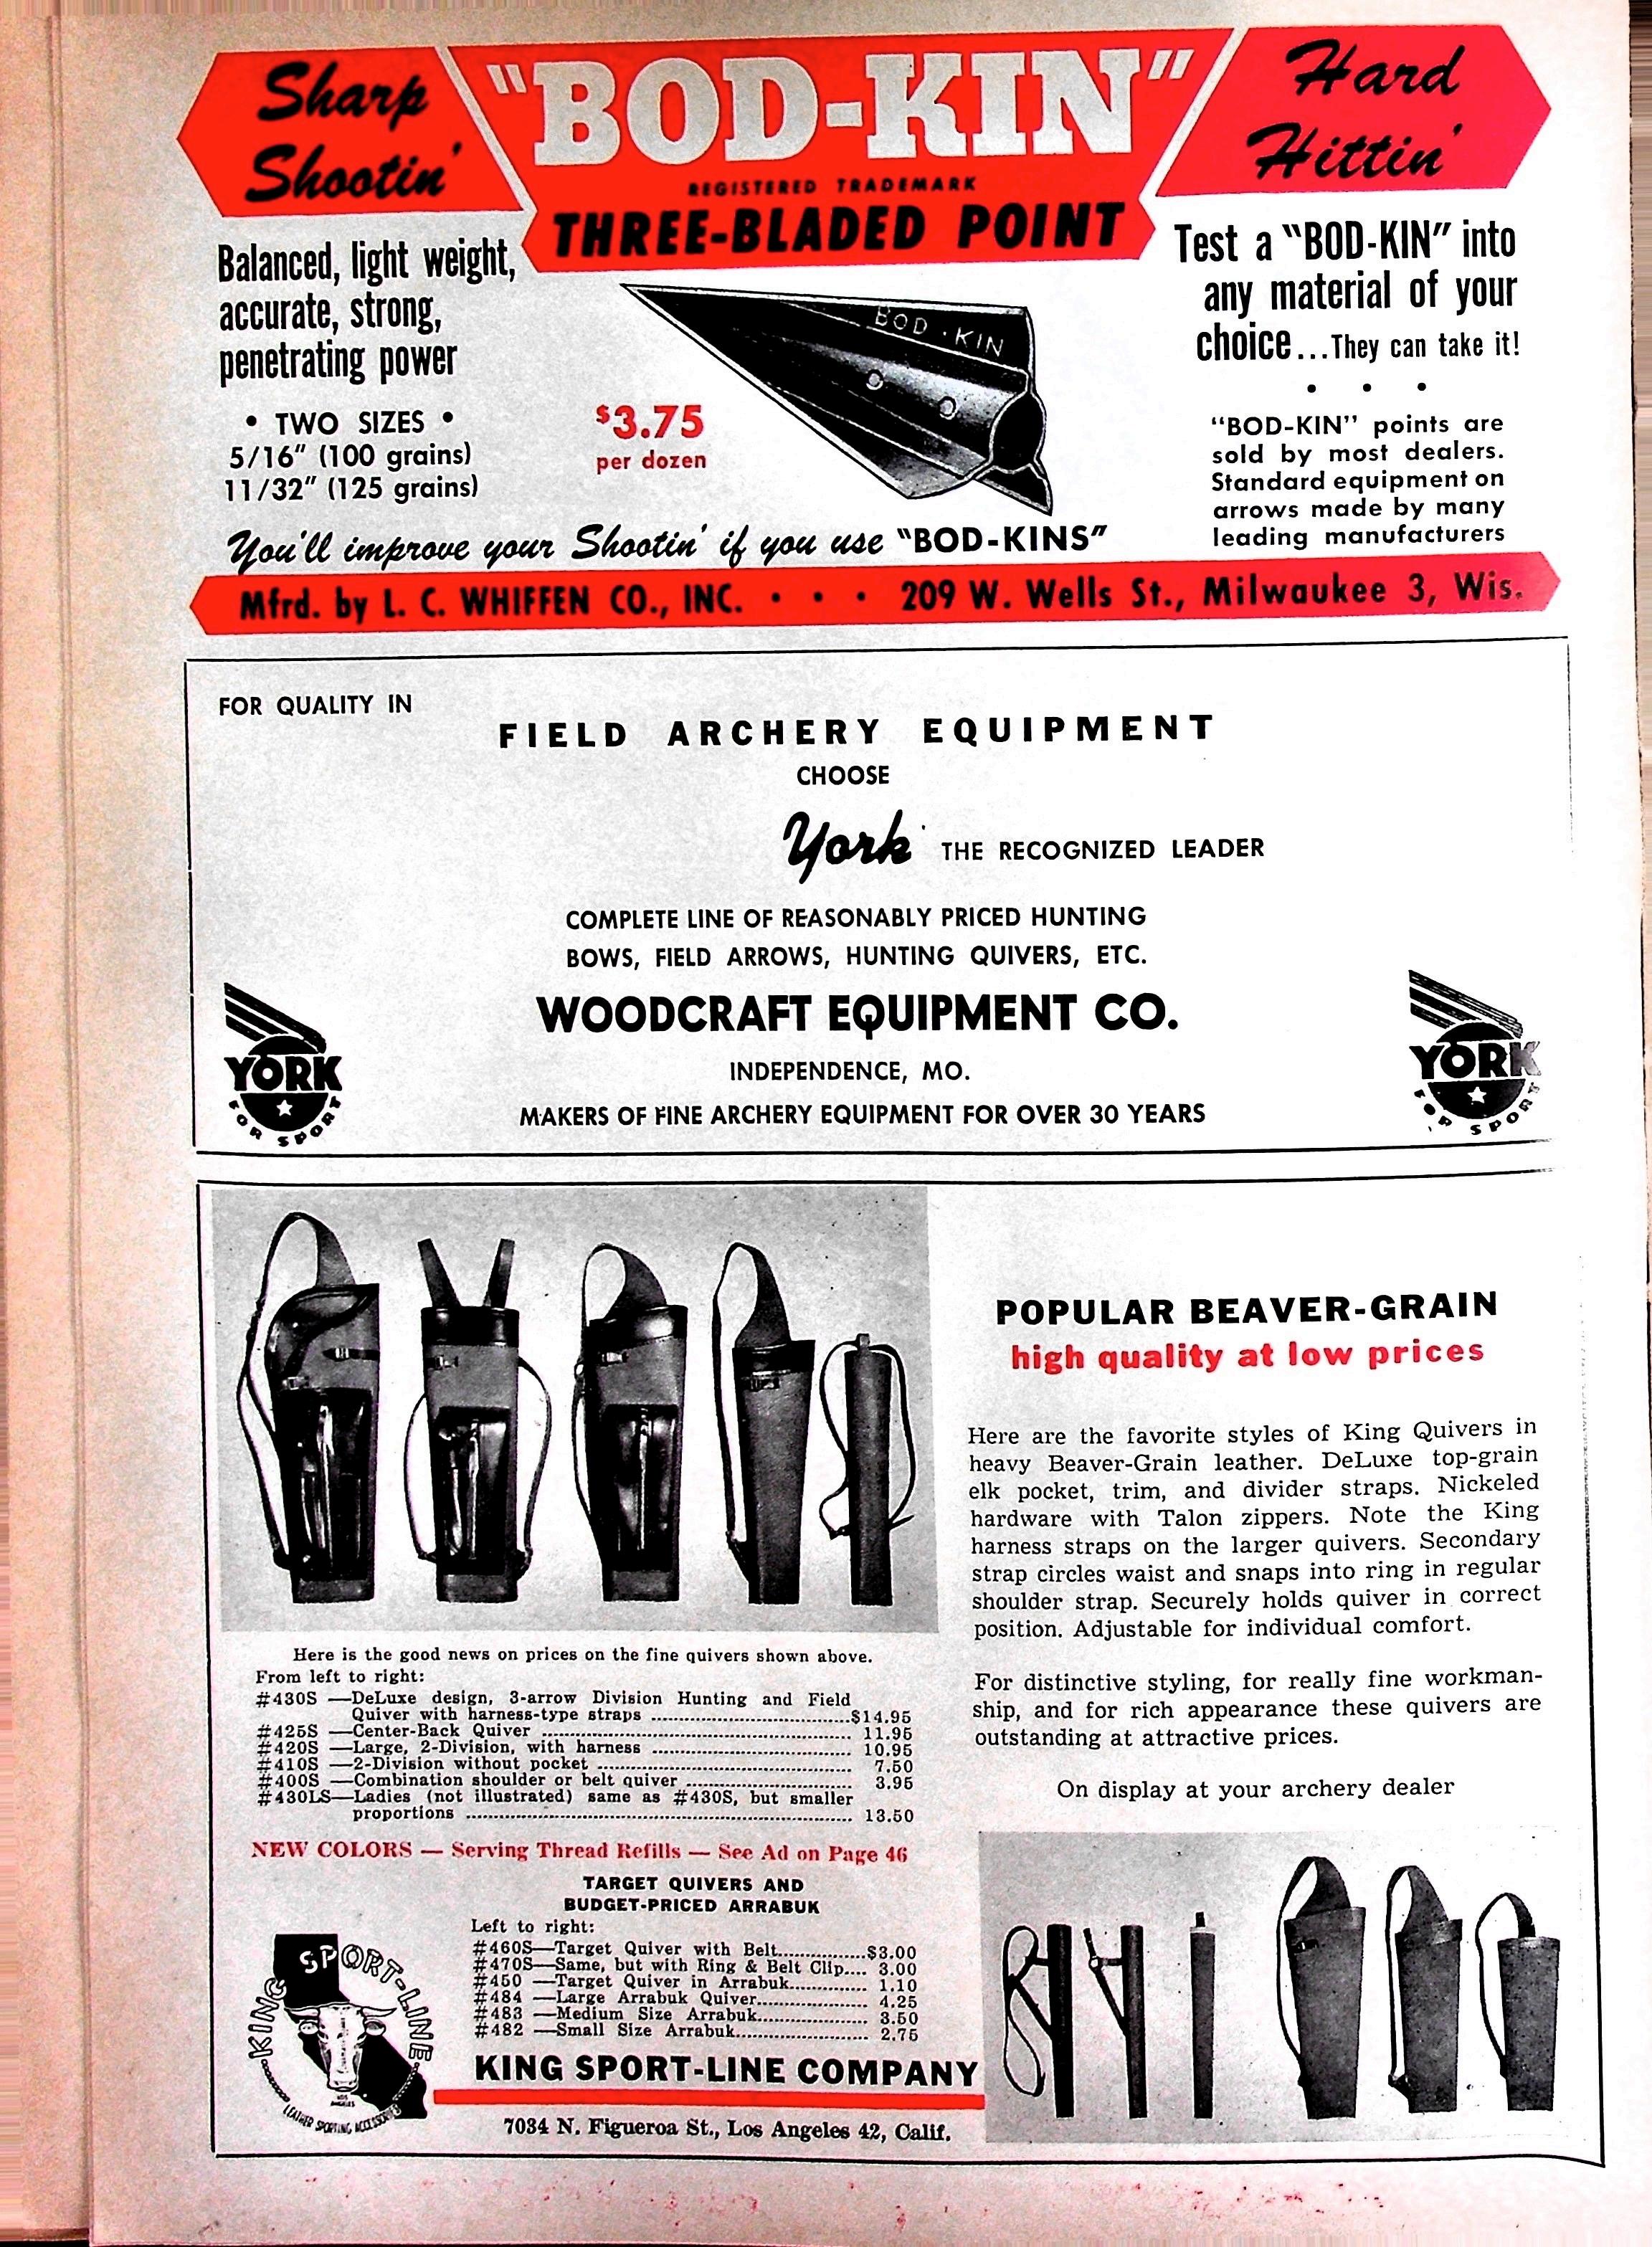 Sharp
Shootin'
"BOD-KIN"
REGISTERED TRADEMARK
THREE-BLADED POINT
Hard
Hittin'
Balanced, light weight,
accurate, strong,
penetrating power
• TWO SIZES •
5/16" (100 grains)
11/32" (125 grains)
$3.75
per dozen
BOD-KIN
Test a "BOD-KIN" into
any material of your
choice...They can take it!
• • •
"BOD-KIN" points are
sold by most dealers.
Standard equipment on
arrows made by many
leading manufacturers
You'll improve your Shootin' if you use "BOD-KINS"
Mfrd. by L. C. WHIFFEN CO., INC. • • • 209 W. Wells St., Milwaukee 3, Wis.
FOR QUALITY IN
FIELD ARCHERY EQUIPMENT
CHOOSE
York THE RECOGNIZED LEADER
COMPLETE LINE OF REASONABLY PRICED HUNTING
BOWS, FIELD ARROWS, HUNTING QUIVERS, ETC.
WOODCRAFT EQUIPMENT CO.
INDEPENDENCE, MO.
MAKERS OF FINE ARCHERY EQUIPMENT FOR OVER 30 YEARS
YORK
FOR SPORT
YORK
FOR SPORT
POPULAR BEAVER-GRAIN
high quality at low prices
Here are the favorite styles of King Quivers in
heavy Beaver-Grain leather. DeLuxe top-grain
elk pocket, trim, and divider straps. Nickeled
hardware with Talon zippers. Note the King
harness straps on the larger quivers. Secondary
strap circles waist and snaps into ring in regular
shoulder strap. Securely holds quiver in correct
position. Adjustable for individual comfort.
For distinctive styling, for really fine workman-
ship, and for rich appearance these quivers are
outstanding at attractive prices.
On display at your archery dealer
Here is the good news on prices on the fine quivers shown above.
From left to right:
#430S —DeLuxe design, 3-arrow Division Hunting and Field
Quiver with harness-type straps ........ $14.95
#425S —Center-Back Quiver ........ 11.95
#420S —Large, 2-Division, with harness ........ 10.95
#410S —2-Division without pocket ........ 7.50
#400S —Combination shoulder or belt quiver ........ 3.95
#430LS—Ladies (not illustrated) same as #430S, but smaller
proportions ........ 13.50
NEW COLORS — Serving Thread Refills — See Ad on Page 46
TARGET QUIVERS AND
BUDGET-PRICED ARRABUK
Left to right:
#460S—Target Quiver with Belt........$3.00
#470S—Same, but with Ring & Belt Clip.... 3.00
#450 —Target Quiver in Arrabuk........ 1.10
#484 —Large Arrabuk Quiver........ 4.25
#483 —Medium Size Arrabuk........ 3.50
#482 —Small Size Arrabuk........ 2.75
KING SPORT-LINE
LOS ANGELES
LEATHER SPORTING ACCESSORIES
KING SPORT-LINE COMPANY
7034 N. Figueroa St., Los Angeles 42, Calif.